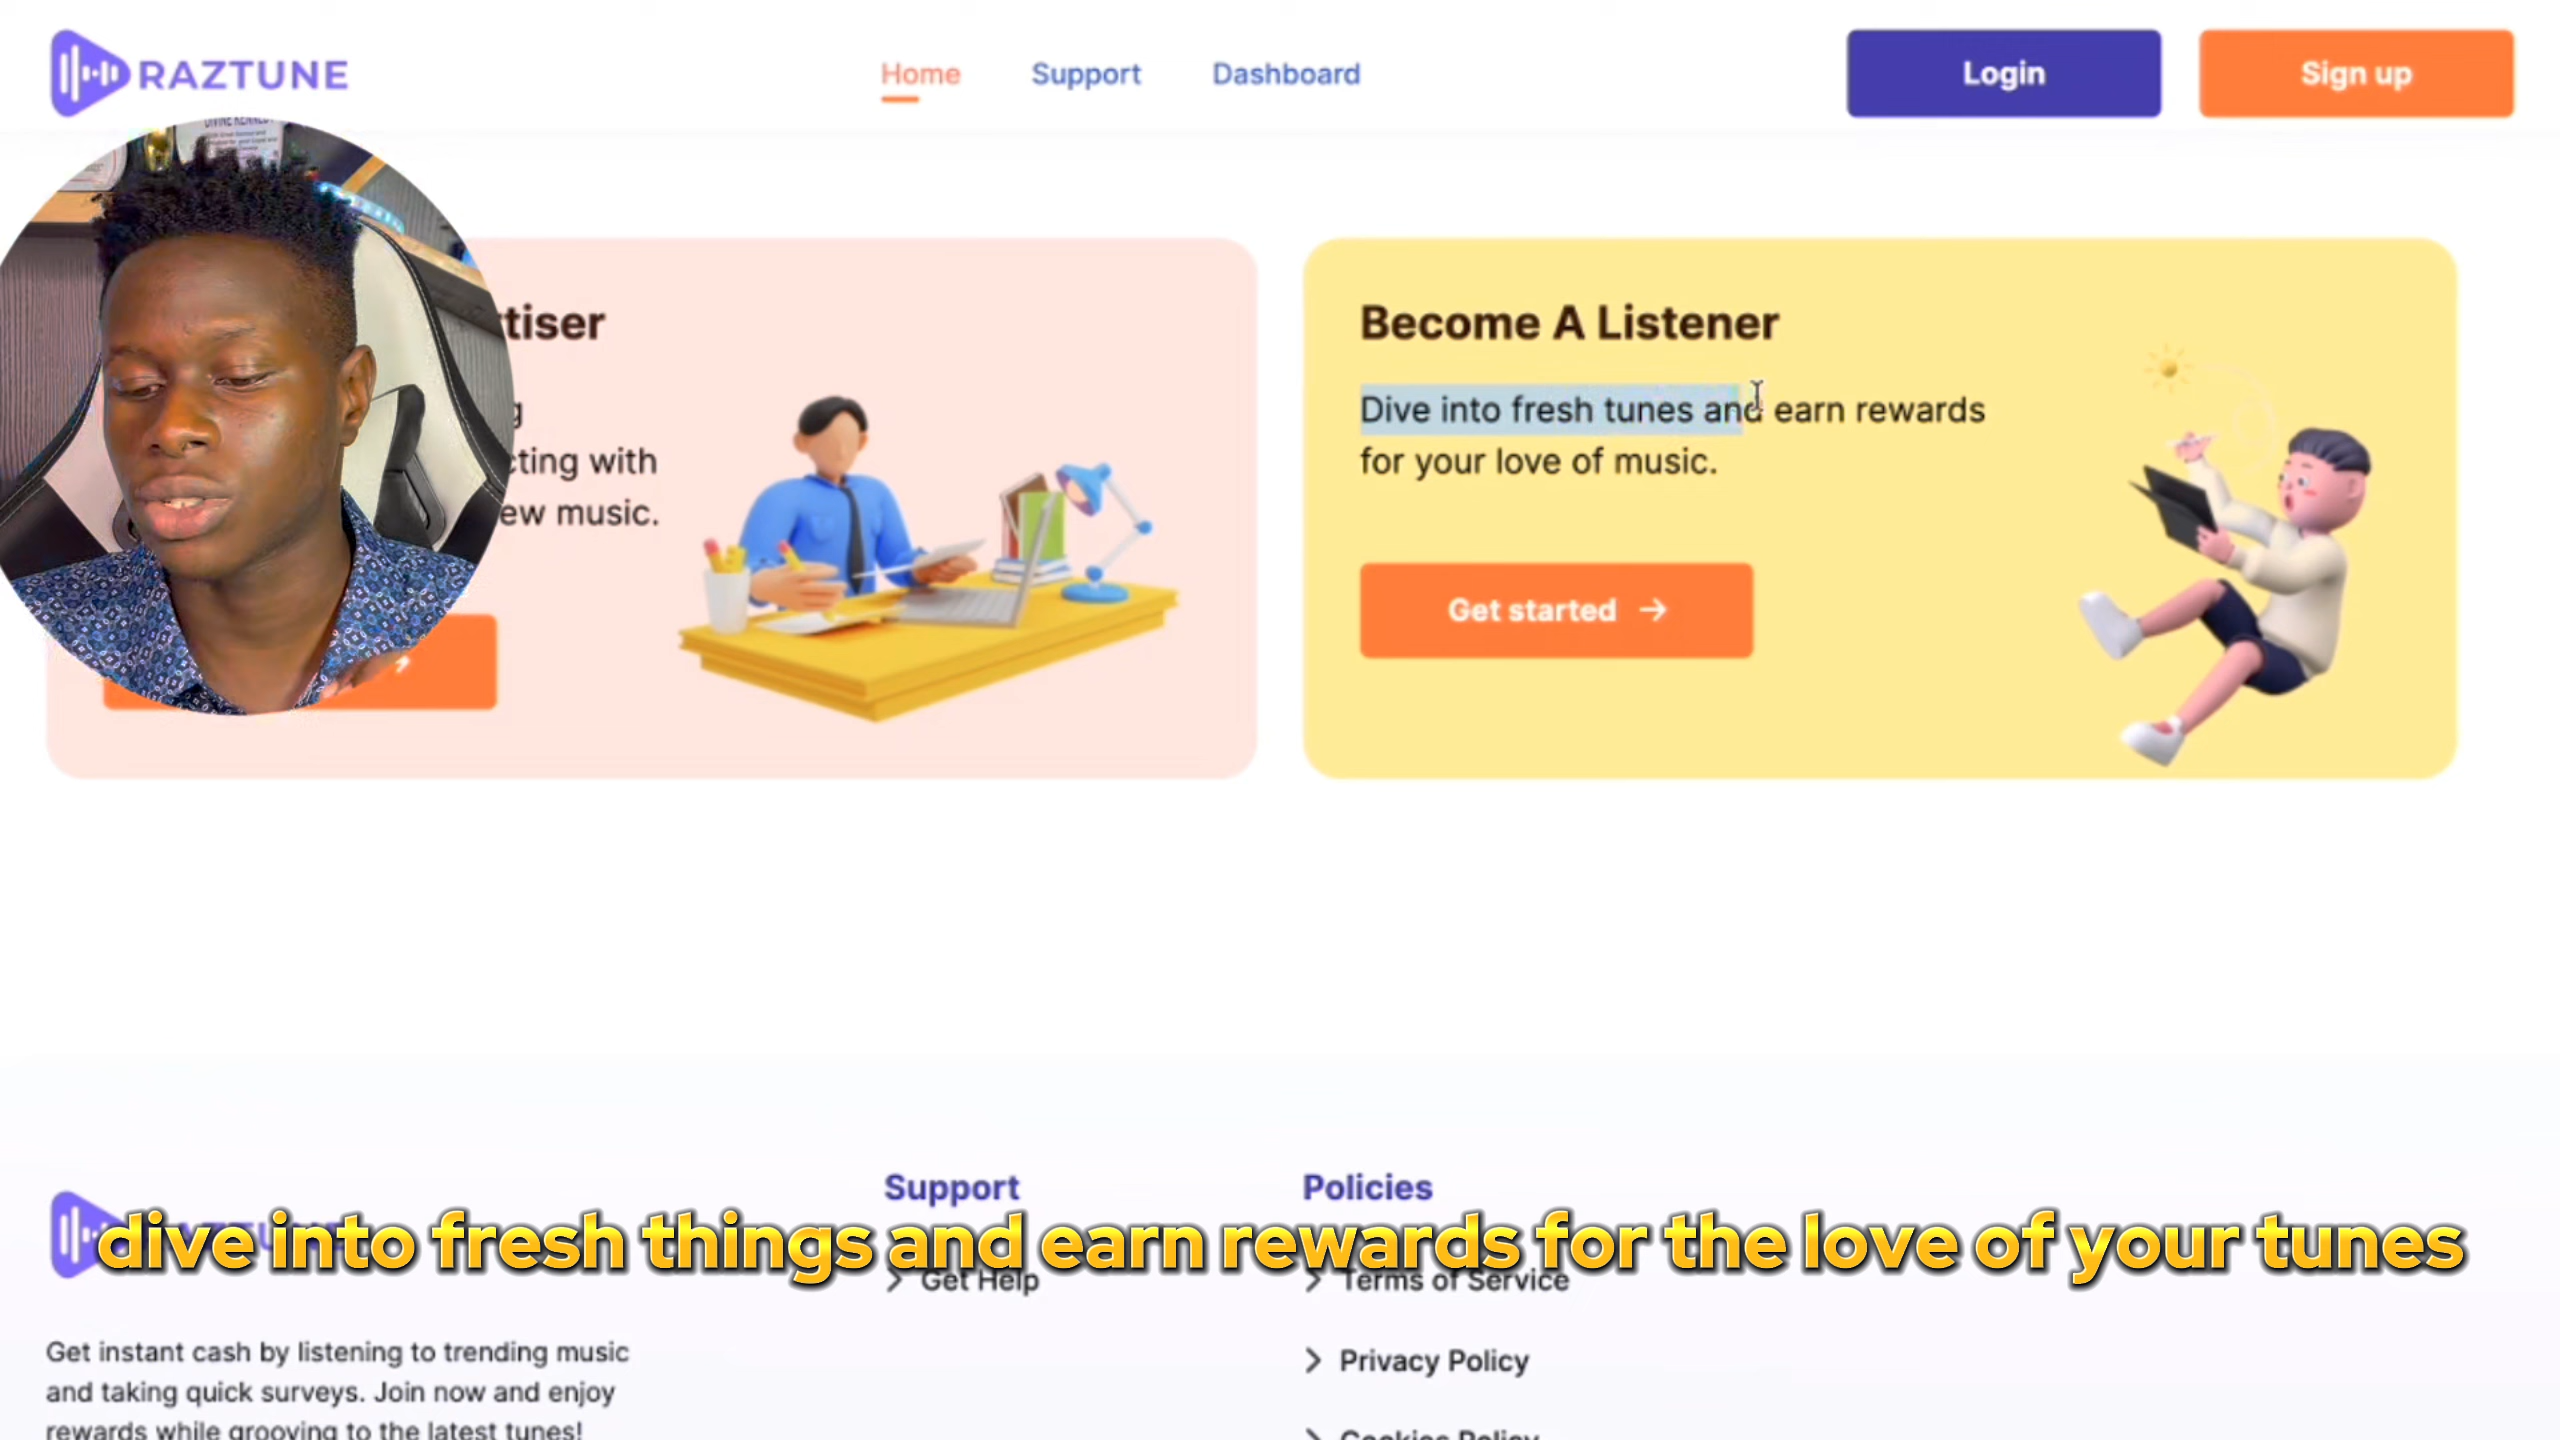 RAZTUNE
Home
Support
Dashboard
Login
Sign up
tiser
cting with
ew music.
Become A Listener
Dive into fresh tunes and earn rewards
for your love of music.
Get started →
Support
Policies
dive into fresh things and earn rewards for the love of your tunes
Get Help
Terms of Service
Get instant cash by listening to trending music
and taking quick surveys. Join now and enjoy
rewards while grooving to the latest tunes!
Privacy Policy
Cookies Policy